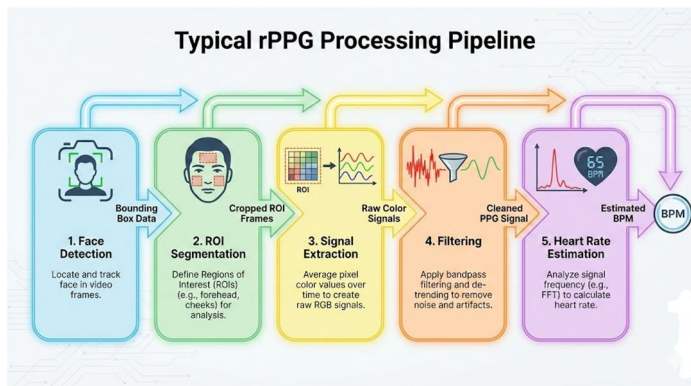 Typical rPPG Processing Pipeline
Bounding
Box Data
1. Face
Detection
Locate and track
face in video
frames.
Cropped ROI
Frames
2. ROI
Segmentation
Define Regions of
Interest (ROIs)
(e.g., forehead,
cheeks) for
analysis.
ROI
Raw Color
Signals
3. Signal
Extraction
Average pixel
color values over
time to create
raw RGB signals.
Cleaned
PPG Signal
4. Filtering
Apply bandpass
filtering and de-
trending to remove
noise and artifacts.
65
BPM
Estimated
BPM
5. Heart Rate
Estimation
Analyze signal
frequency (e.g.,
FFT) to calculate
heart rate.
BPM